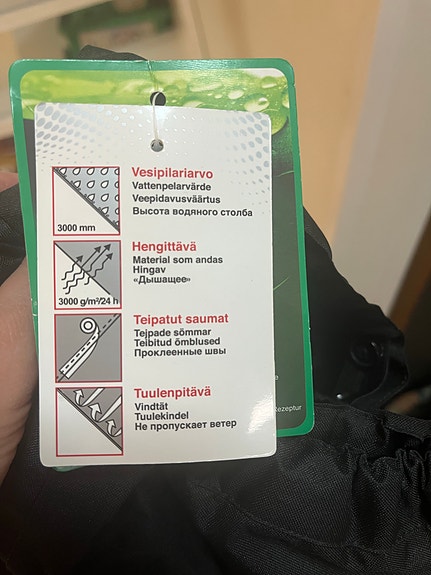 Vesipilariarvo
Vattenpelarvärde
Veepidavusväärtus
Высота водяного столба
3000 mm
Hengittävä
Material som andas
Hingav
«Дышащее»
3000 g/m²/24 h
Teipatut saumat
Tejpade sömmar
Teibitud õmblused
Проклеенные швы
Tuulenpitävä
Vindtät
Tuulekindel
Не пропускает ветер